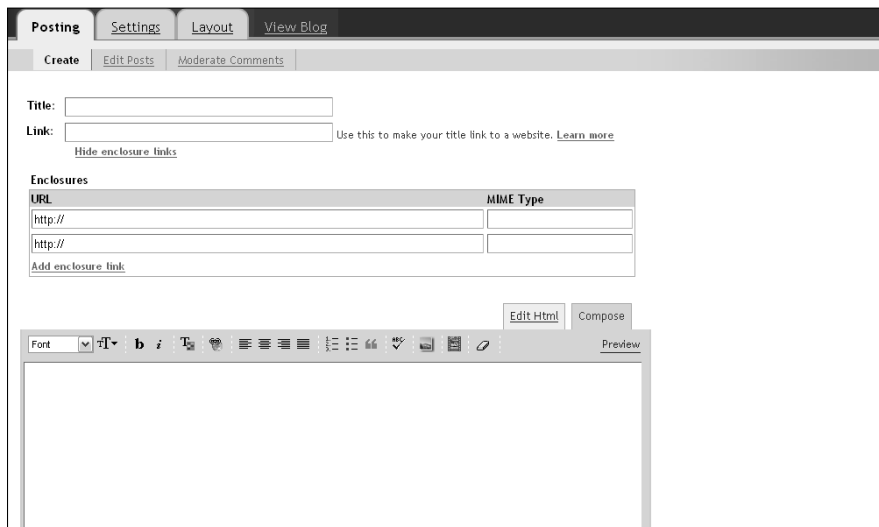 Posting Settings Layout View Blog
Create Edit Posts Moderate Comments
Title:
Link: Use this to make your title link to a website. Learn more
Hide enclosure links
Enclosures
URL MIME Type
http://
http://
Add enclosure link
Edit Html Compose
Font b i ABC Preview